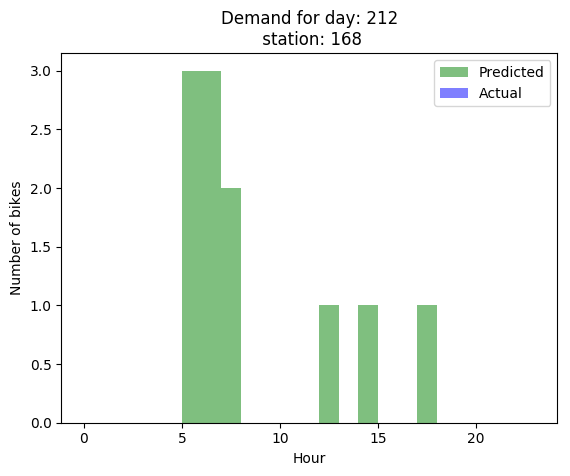 Demand for day: 212
station: 168
Predicted
Actual
Number of bikes
3.0
2.5
2.0
1.5
1.0
0.5
0.0
0
5
10
15
20
Hour